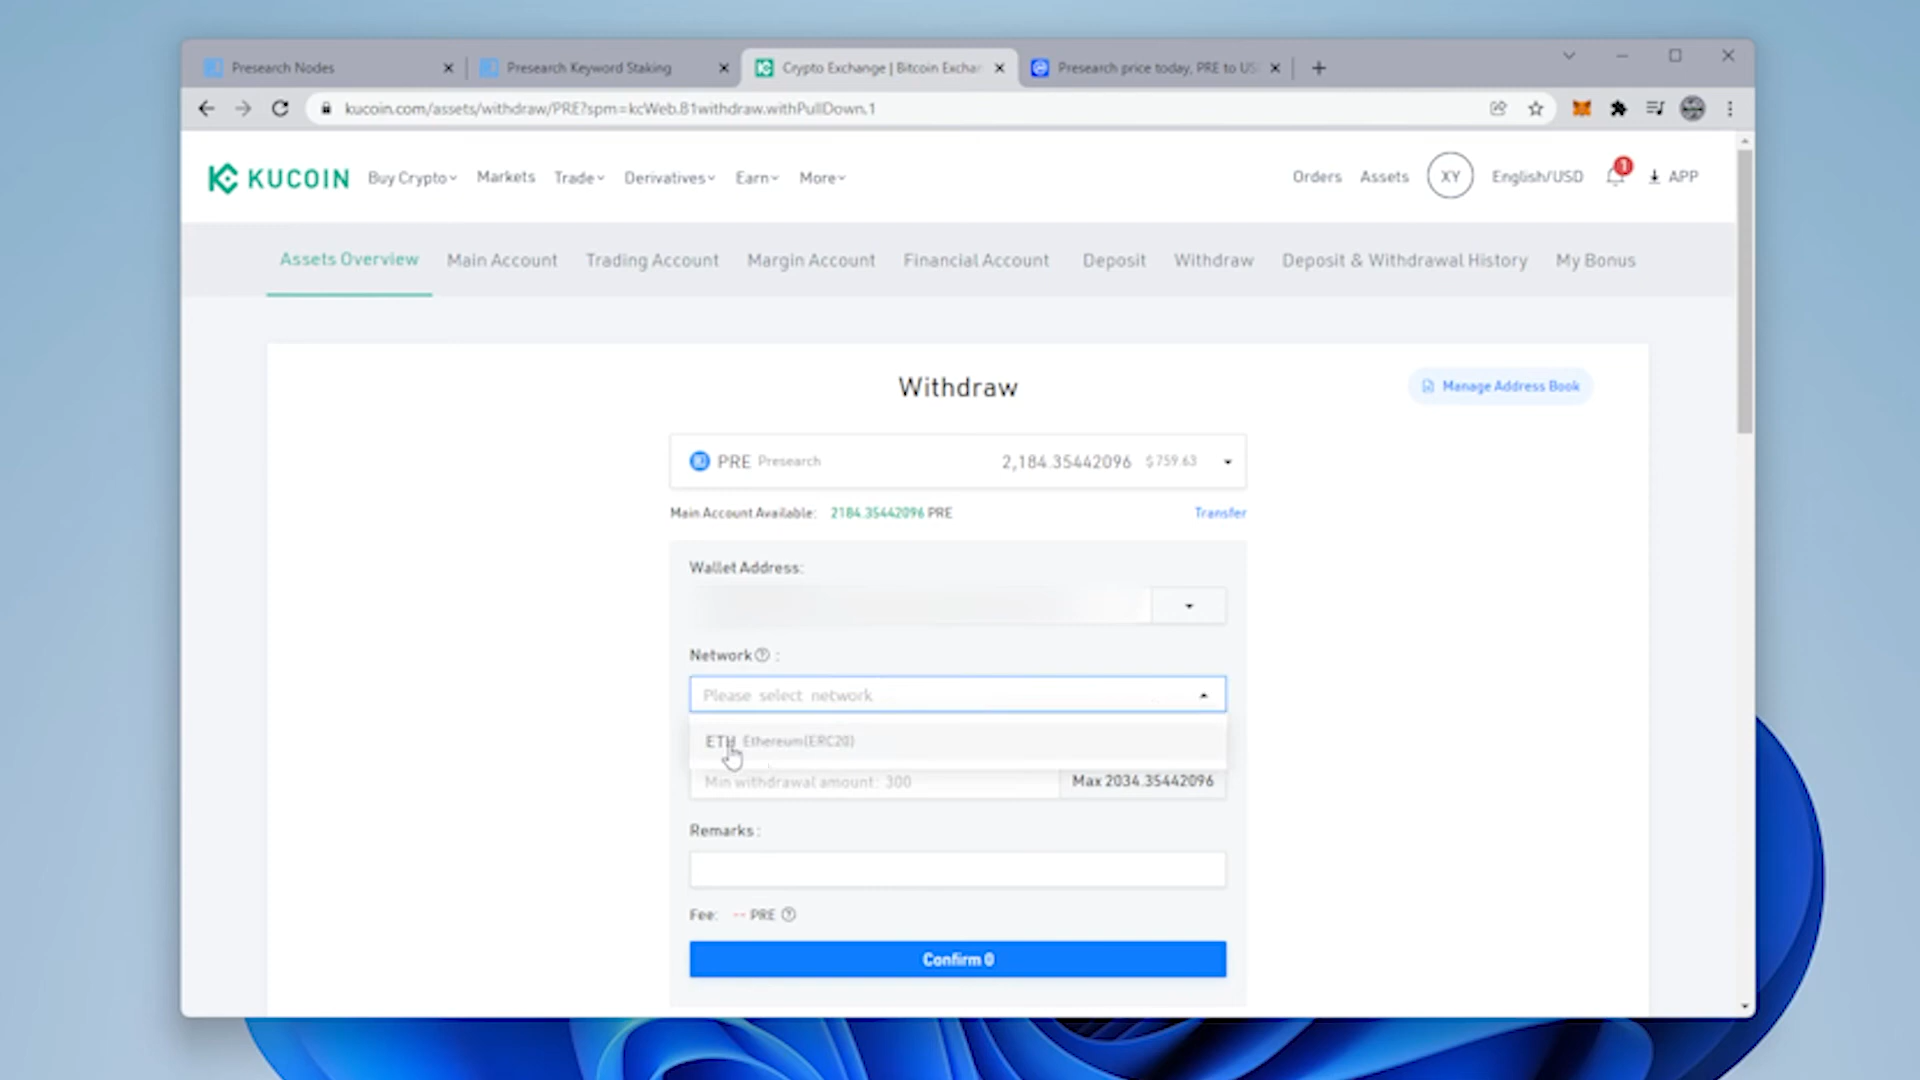 Presearch Nodes
Presearch Keyword Staking
Crypto Exchange | Bitcoin Exchan
Presearch price today, PRE to US
kucoin.com/assets/withdraw/PRE?spm=kcWeb.B1withdraw.withPullDown.1
KUCOIN Buy Crypto Markets Trade Derivatives Earn More Orders Assets XY English/USD 1 APP
Assets Overview Main Account Trading Account Margin Account Financial Account Deposit Withdraw Deposit & Withdrawal History My Bonus
Withdraw
Manage Address Book
PRE Presearch 2,184.35442096 $759.63
Main Account Available: 2184.35442096 PRE Transfer
Wallet Address:
Network ? :
Please select network
ETH Ethereum(ERC20)
Min withdrawal amount: 300 Max 2034.35442096
Remarks :
Fee: -- PRE ?
Confirm 0